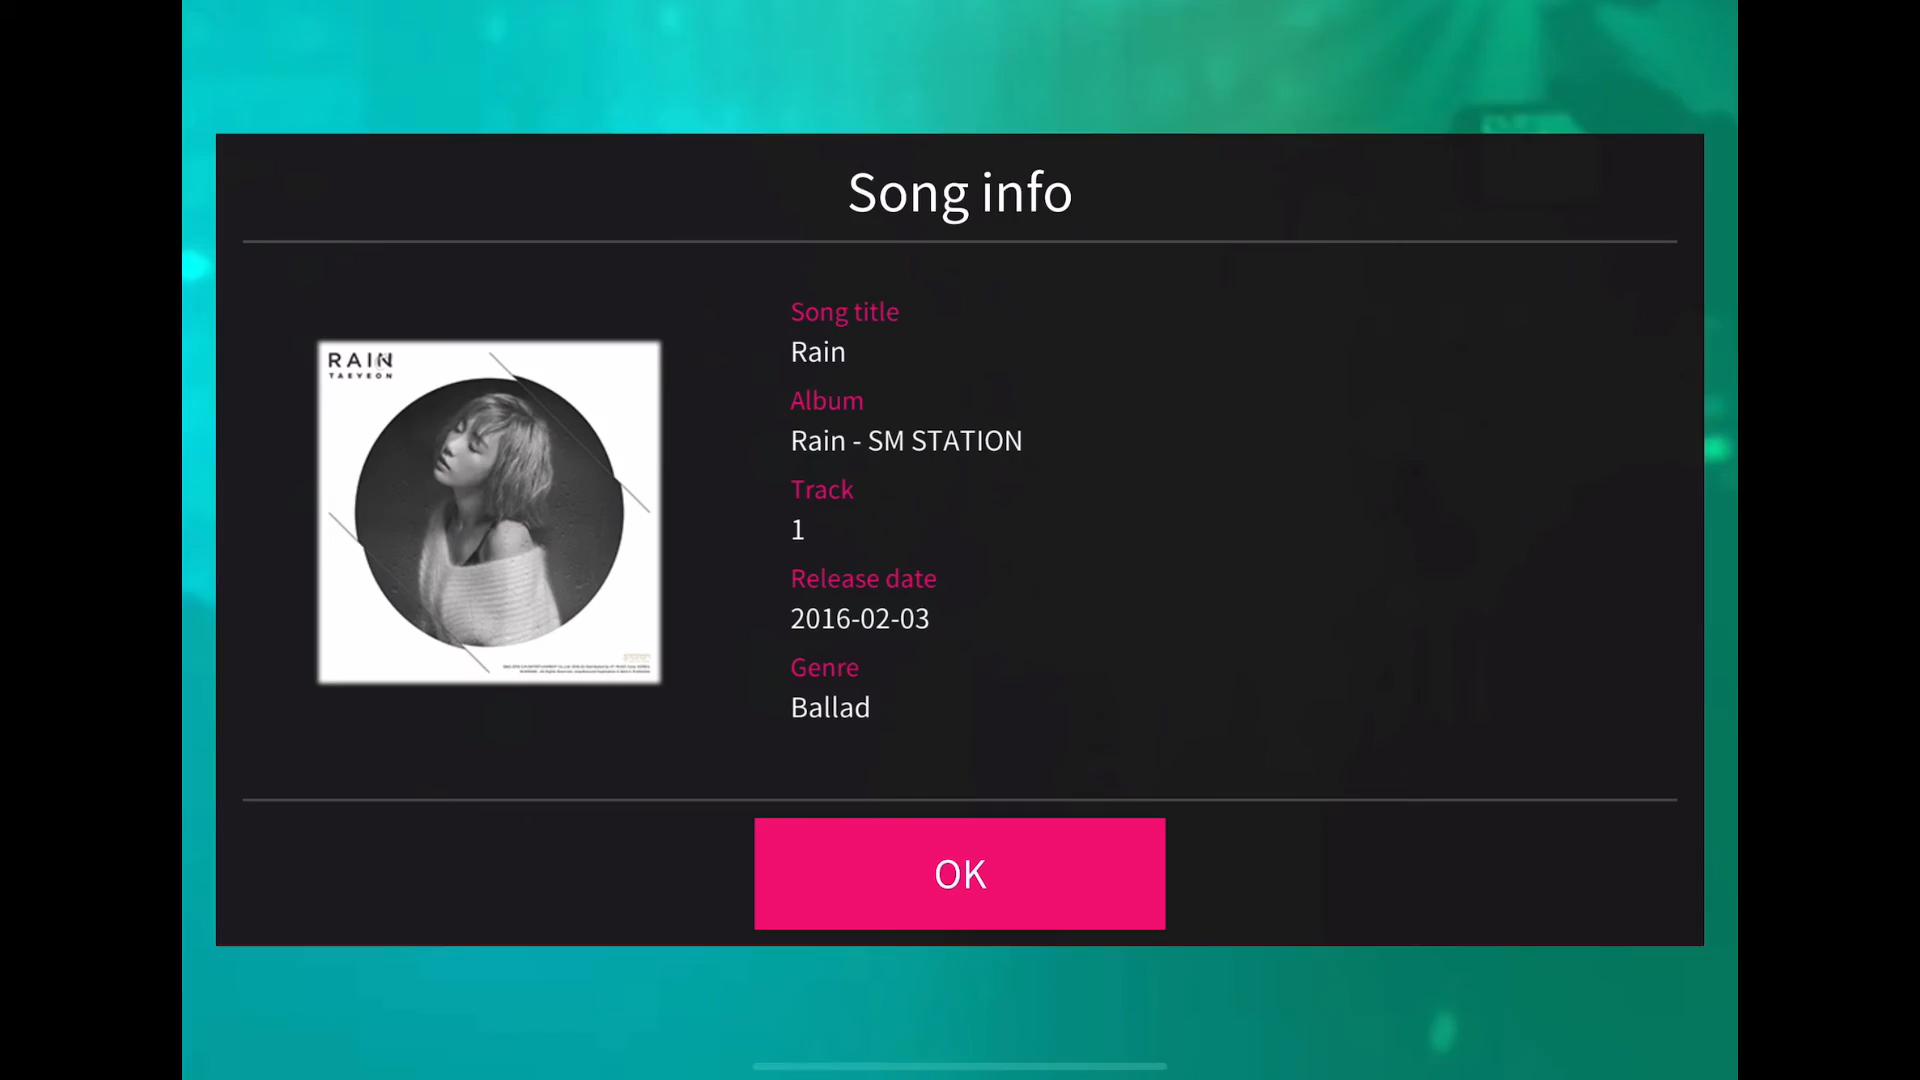 Song info
RAIN
TAEYEON
Song title
Rain
Album
Rain - SM STATION
Track
1
Release date
2016-02-03
Genre
Ballad
OK